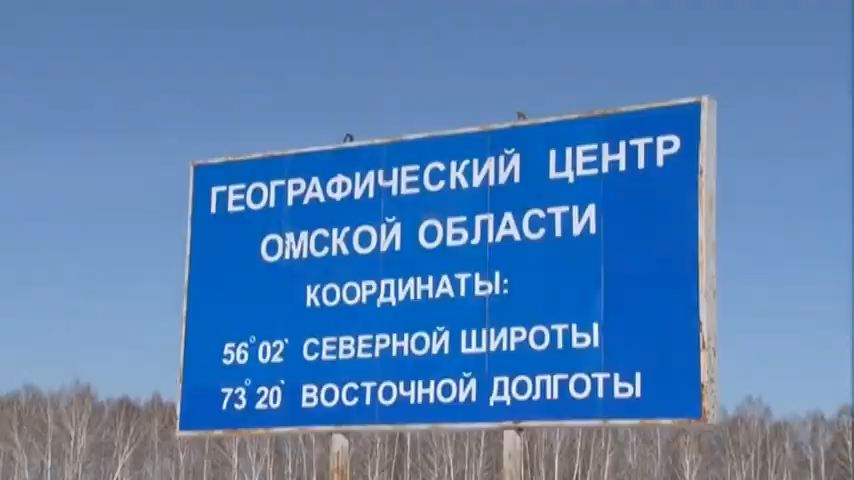 ГЕОГРАФИЧЕСКИЙ ЦЕНТР
ОМСКОЙ ОБЛАСТИ
КООРДИНАТЫ:
56°02` СЕВЕРНОЙ ШИРОТЫ
73°20` ВОСТОЧНОЙ ДОЛГОТЫ